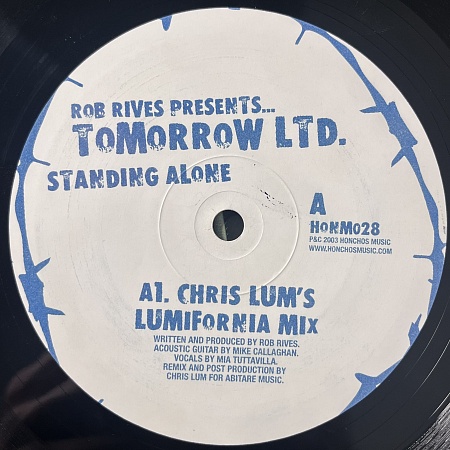 ROB RIVES PRESENTS...
TOMORROW LTD.
STANDING ALONE
A
HONMO28
P&C 2003 HONCHOS MUSIC
WWW.HONCHOSMUSIC.COM
A1. CHRIS LUM'S
LUMIFORNIA MIX
WRITTEN AND PRODUCED BY ROB RIVES.
ACOUSTIC GUITAR BY MIKE CALLAGHAN.
VOCALS BY MIA TUTTAVILLA.
REMIX AND POST PRODUCTION BY
CHRIS LUM FOR ABITARE MUSIC.